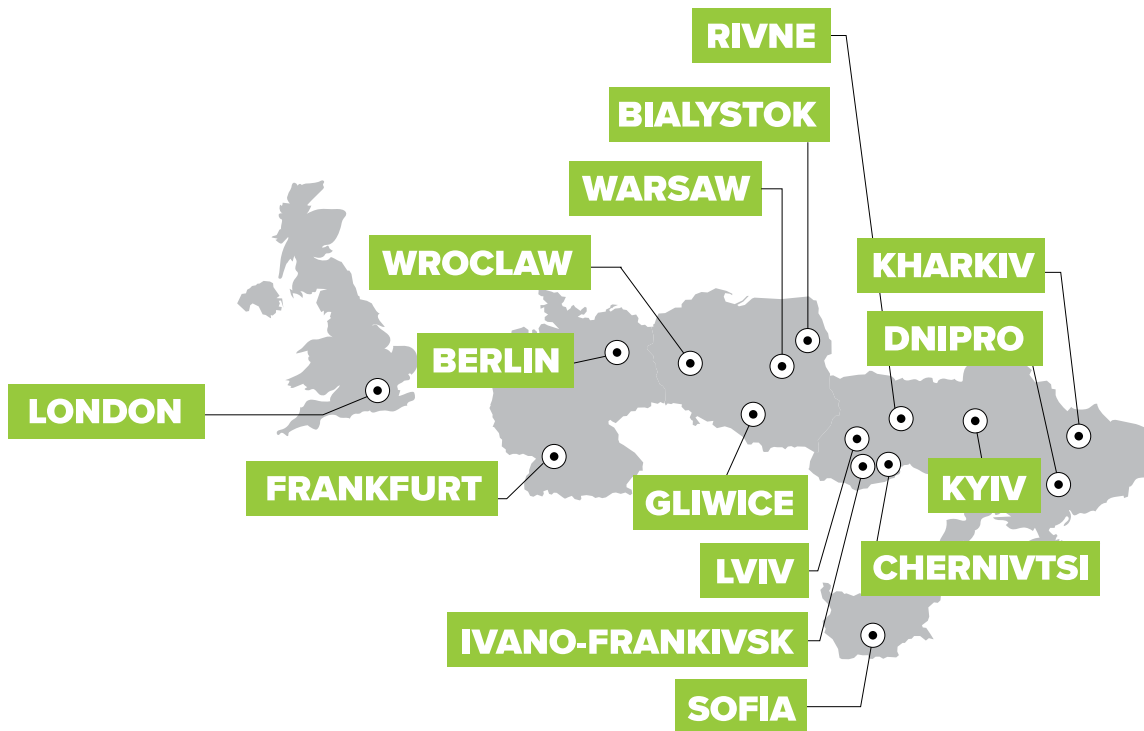 RIVNE
BIALYSTOK
WARSAW
WROCLAW
KHARKIV
DNIPRO
BERLIN
LONDON
FRANKFURT
GLIWICE
KYIV
LVIV
CHERNIVTSI
IVANO-FRANKIVSK
SOFIA